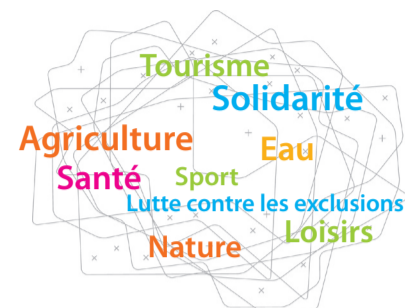 Tourisme
Solidarité
Agriculture
Eau
Santé
Sport
Lutte contre les exclusions
Loisirs
Nature